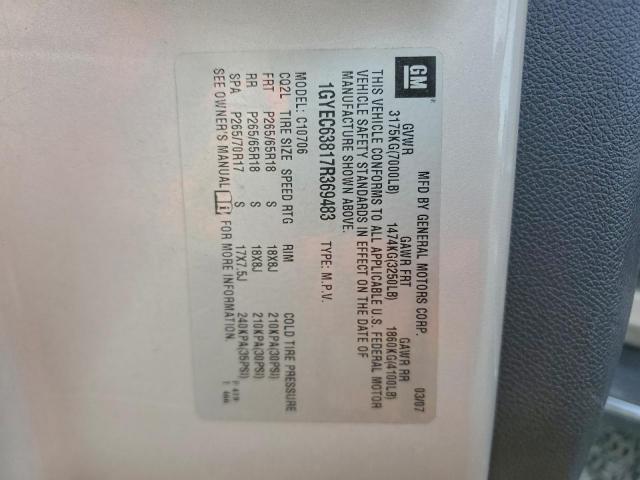 GM
MFD BY GENERAL MOTORS CORP. 03/07
GVWR GAWR FRT GAWR RR
3175KG(7000LB) 1474KG(3250LB) 1860KG(4100LB)
THIS VEHICLE CONFORMS TO ALL APPLICABLE U.S. FEDERAL MOTOR
VEHICLE SAFETY STANDARDS IN EFFECT ON THE DATE OF
MANUFACTURE SHOWN ABOVE.
1GYEC63817R369483 TYPE: M.P.V.
MODEL: C10706
CQ2L TIRE SIZE SPEED RTG RIM COLD TIRE PRESSURE
FRT P265/65R18 S 18X8J 210KPA(30PSI)
RR P265/65R18 S 18X8J 210KPA(30PSI)
SPA P265/70R17 S 17X7.5J 240KPA(35PSI)
SEE OWNER'S MANUAL FOR MORE INFORMATION.